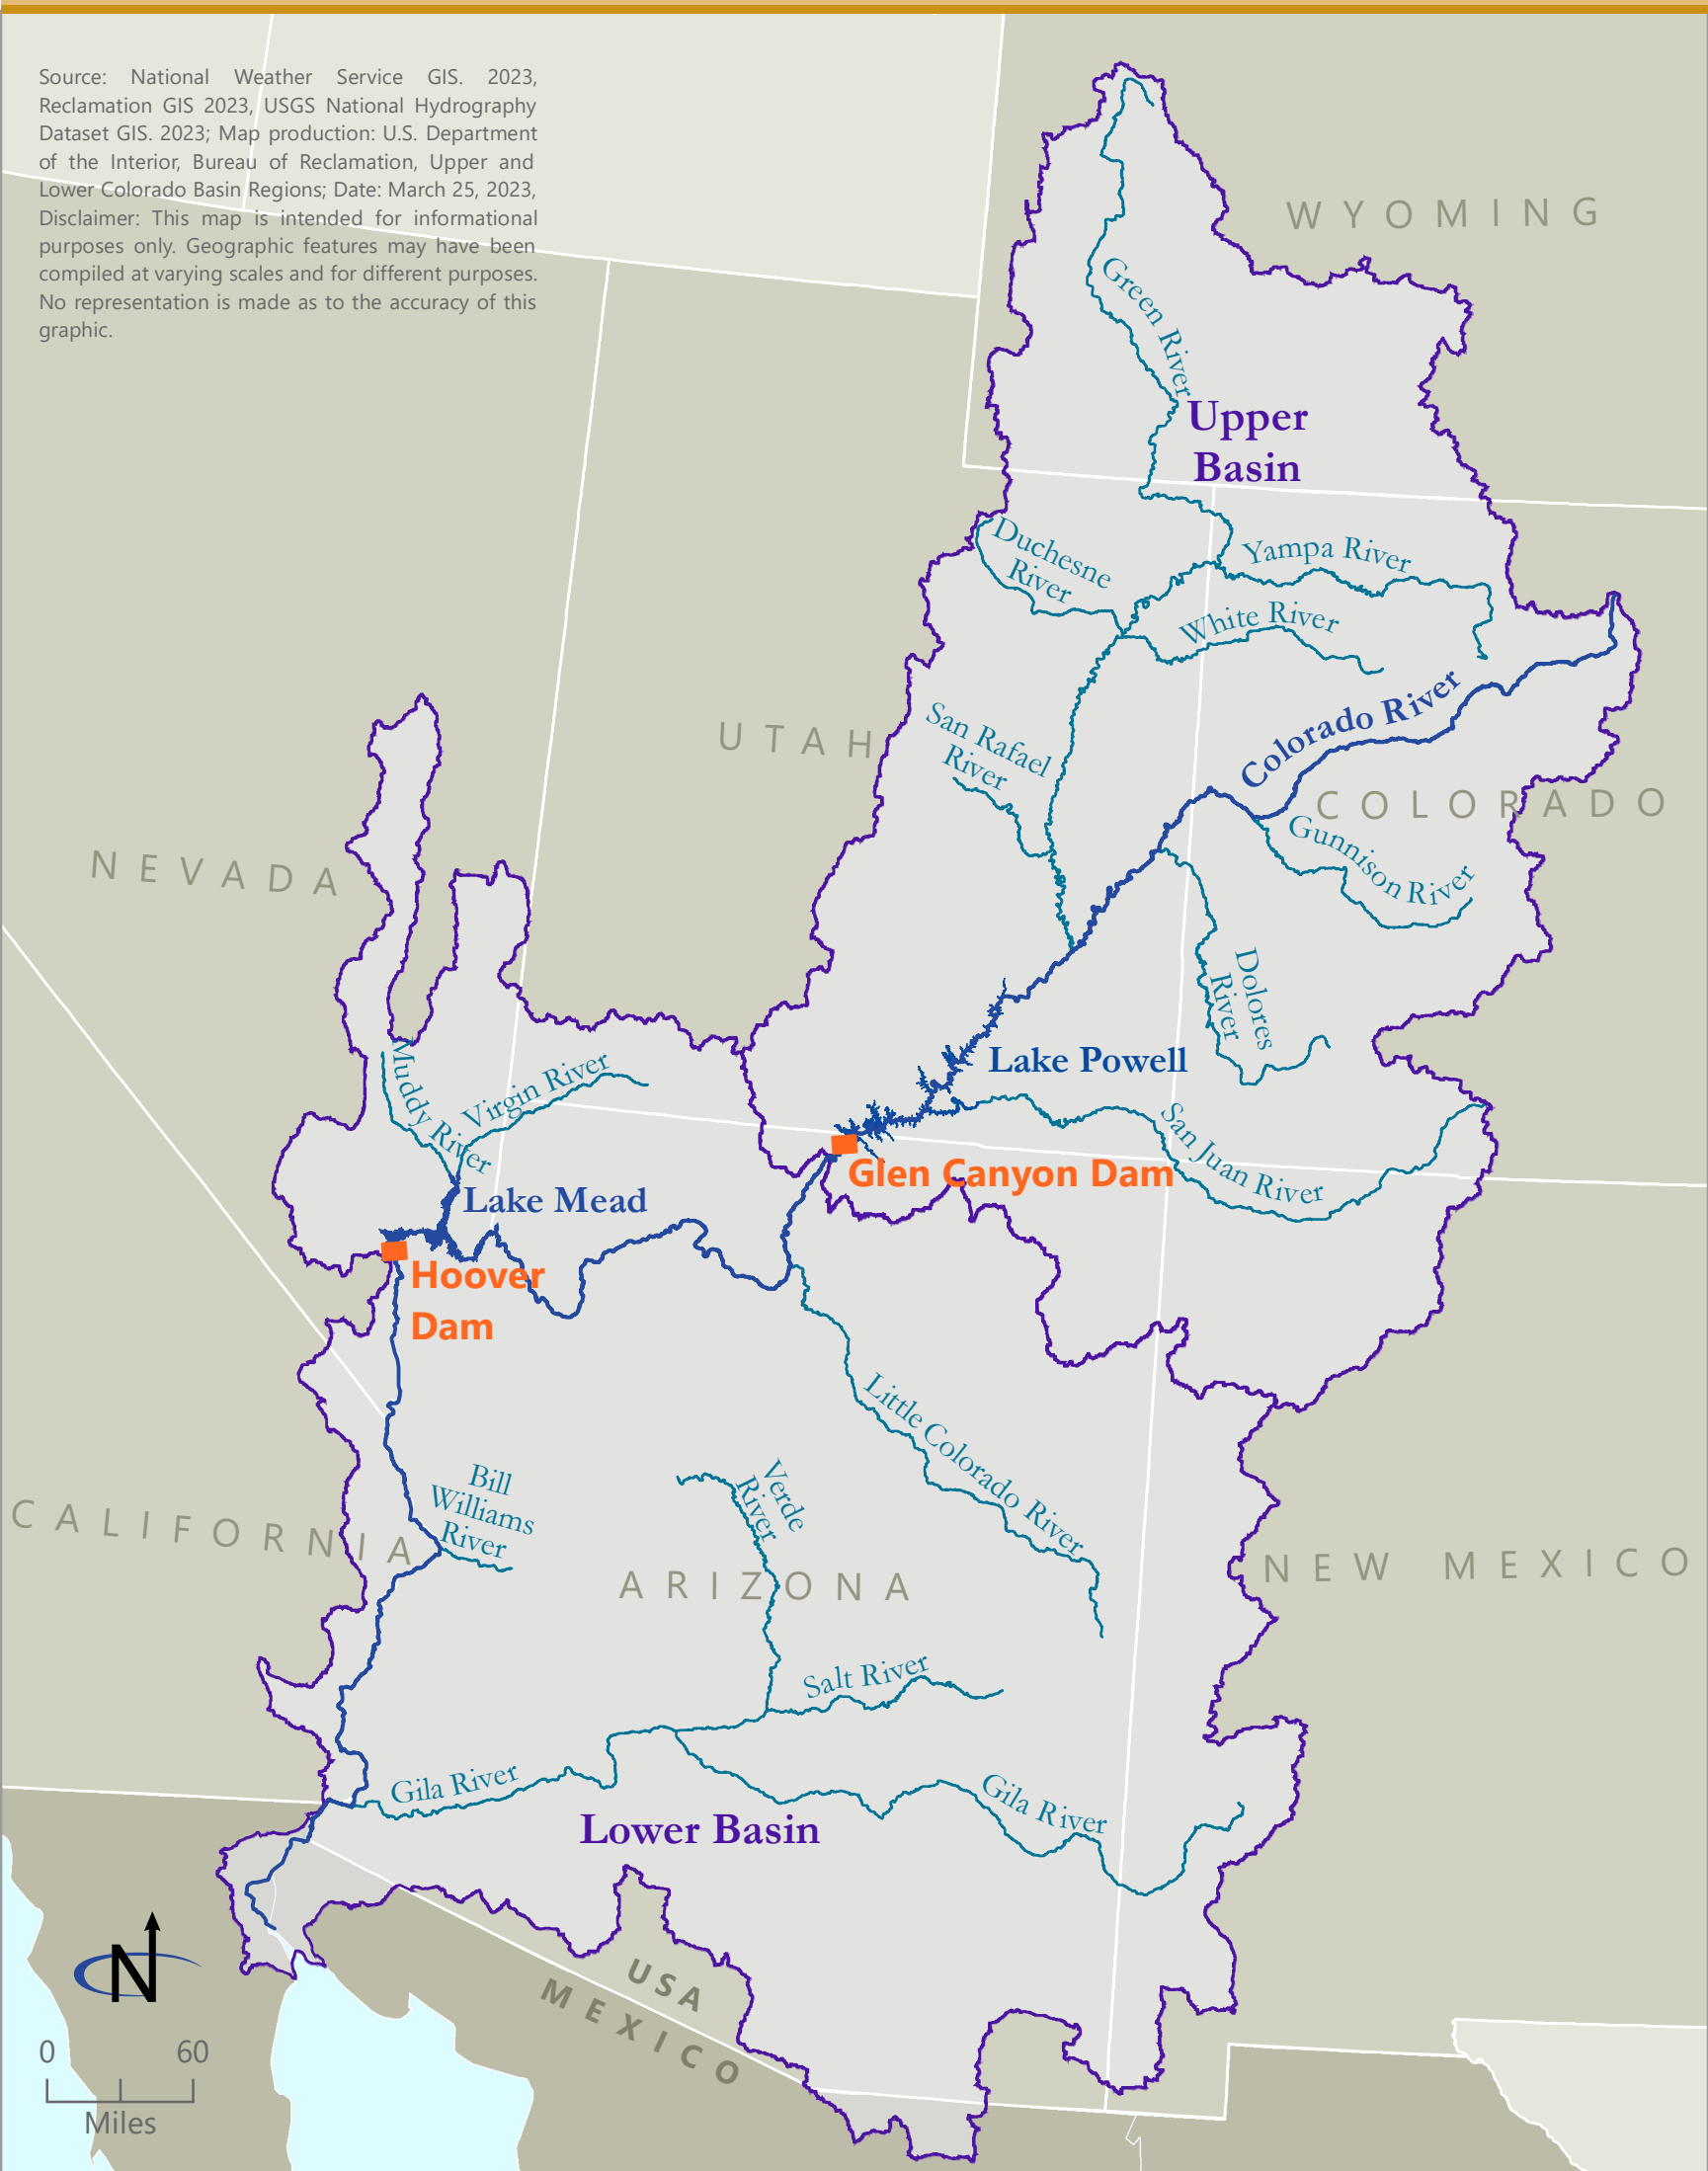 Source: National Weather Service GIS. 2023,
Reclamation GIS 2023, USGS National Hydrography
Dataset GIS. 2023; Map production: U.S. Department
of the Interior, Bureau of Reclamation, Upper and
Lower Colorado Basin Regions; Date: March 25, 2023,
Disclaimer: This map is intended for informational
purposes only. Geographic features may have been
compiled at varying scales and for different purposes.
No representation is made as to the accuracy of this
graphic.
WYOMING
Green River
Upper
Basin
Duchesne
River
Yampa River
White River
Colorado River
UTAH
San Rafael
River
COLORADO
Gunnison River
NEVADA
Dolores
River
Lake Powell
Muddy River
Virgin River
San Juan River
Glen Canyon Dam
Lake Mead
Hoover
Dam
Little Colorado River
Verde
River
Bill
Williams
River
CALIFORNIA
ARIZONA
NEW MEXICO
Salt River
Gila River
Gila River
Lower Basin
USA
MEXICO
N
0 60
Miles